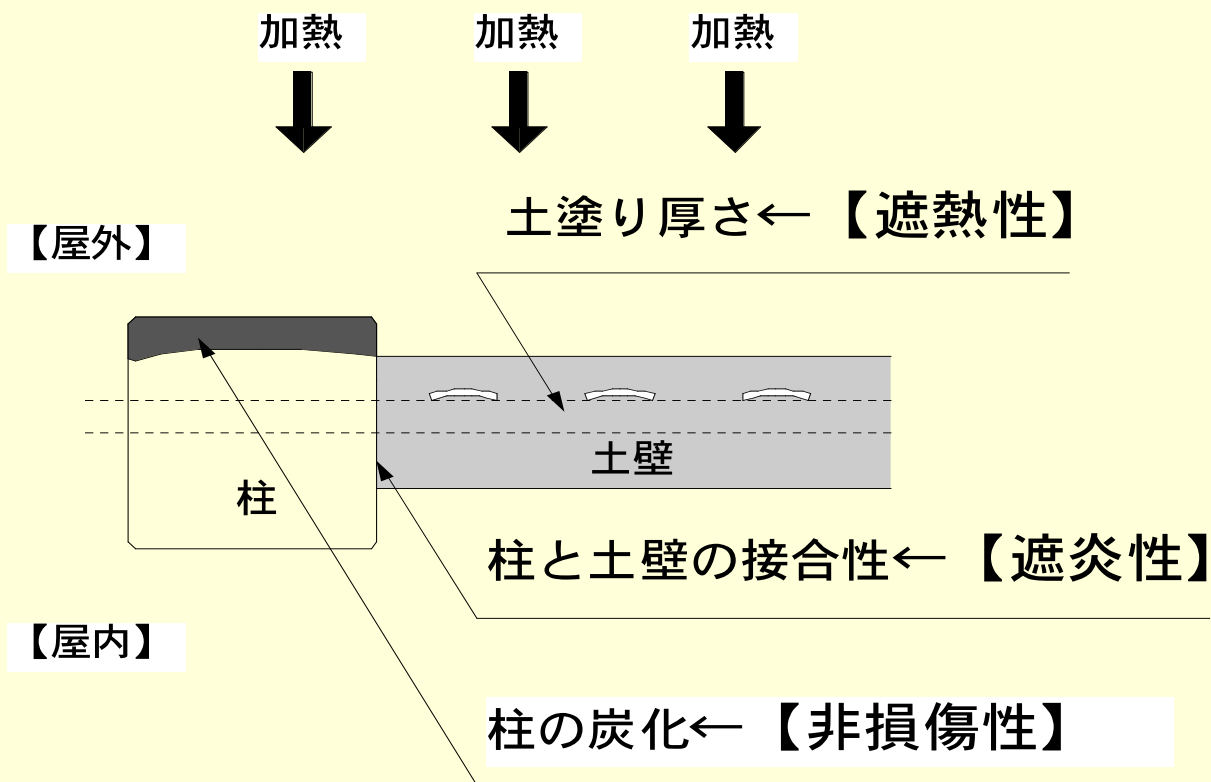 加熱 加熱 加熱
土塗り厚さ←【遮熱性】
【屋外】
土壁
柱
柱と土壁の接合性←【遮炎性】
【屋内】
柱の炭化←【非損傷性】